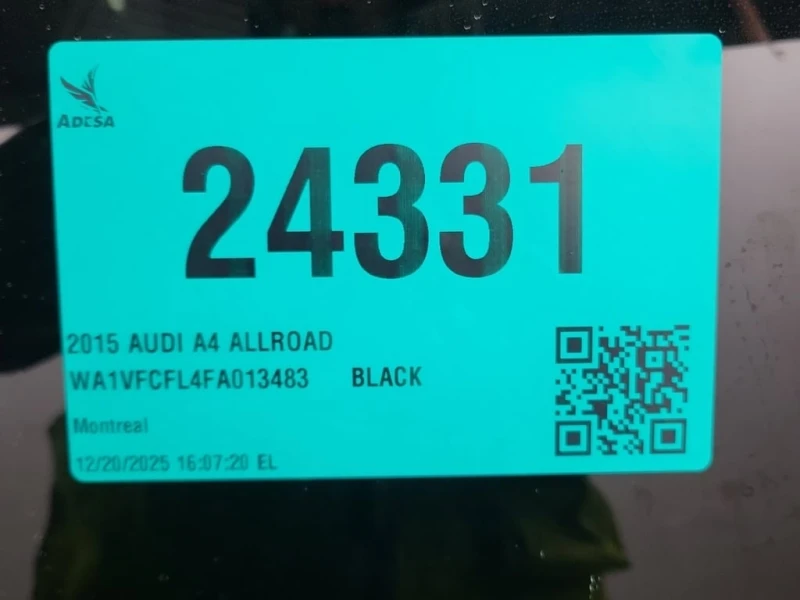 ADESA
24331
2015 AUDI A4 ALLROAD
WA1VFCFL4FA013483 BLACK
Montreal
12/20/2025 16:07:20 EL